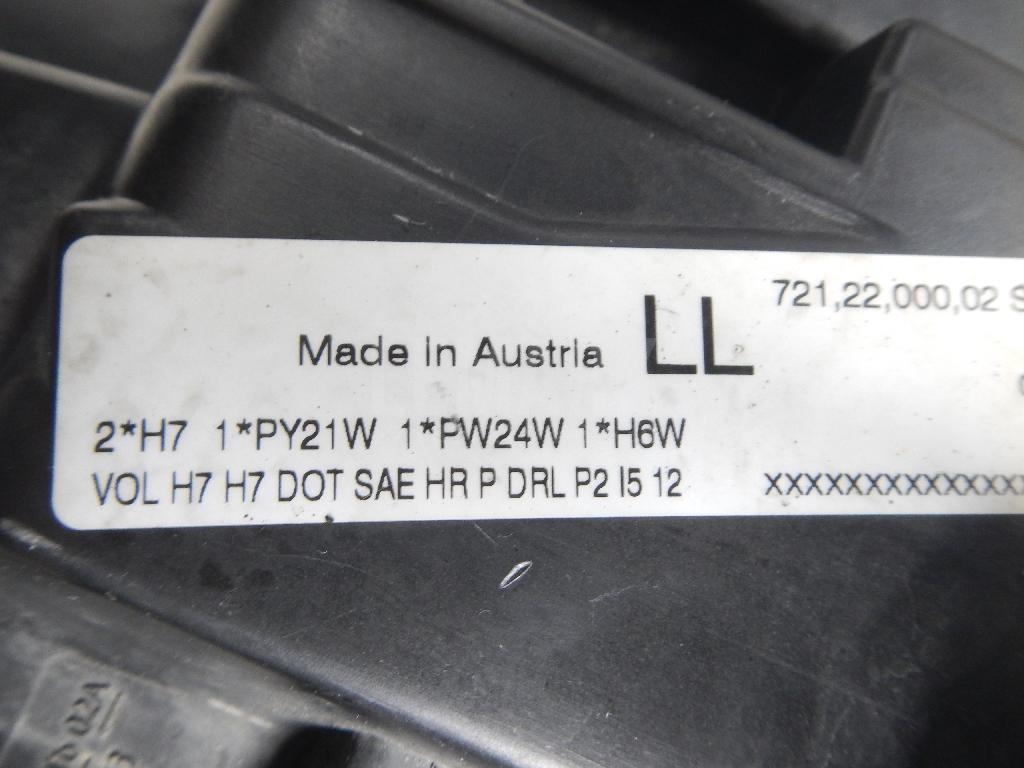 721,22,000,02 S
Made in Austria LL
2*H7 1*PY21W 1*PW24W 1*H6W
VOL H7 H7 DOT SAE HR P DRL P2 I5 12
XXXXXXXXXXXXXX
02A